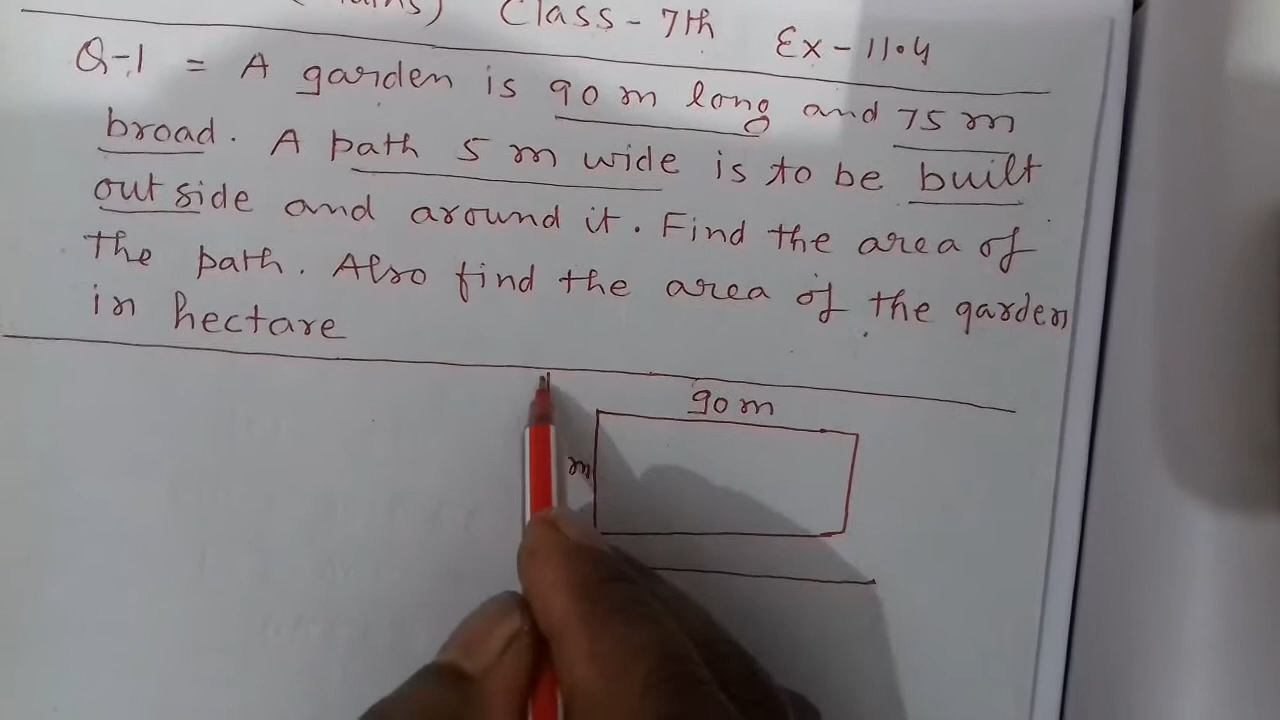 Class - 7th Ex - 11.4
Q-1 = A garden is 90 m long and 75 m
broad. A path 5 m wide is to be built
out side and around it. Find the area of
the path. Also find the area of the garden
in hectare
90 m
m